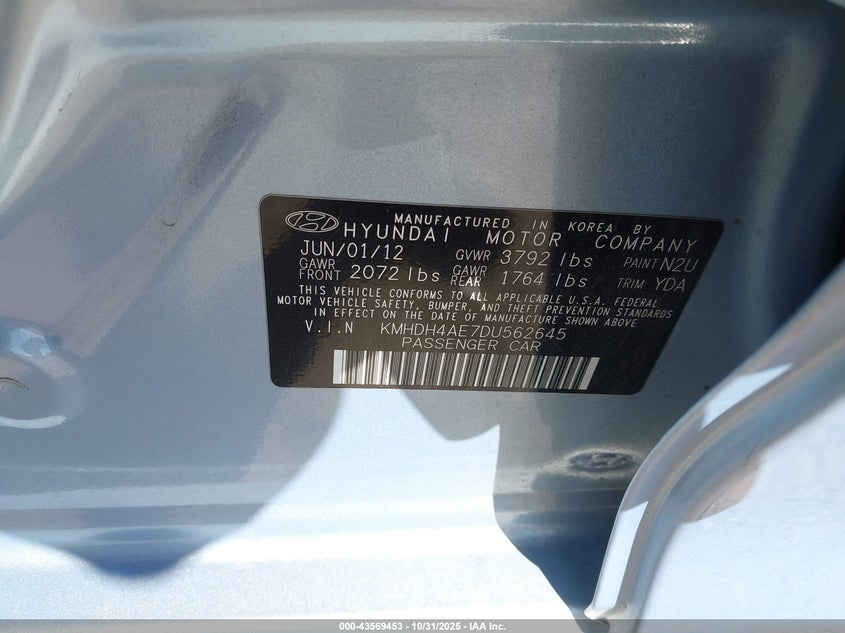 MANUFACTURED IN KOREA BY
HYUNDAI MOTOR COMPANY
JUN/01/12 GVWR 3792 lbs PAINT N2U
GAWR FRONT 2072 lbs GAWR REAR 1764 lbs TRIM YDA
THIS VEHICLE CONFORMS TO ALL APPLICABLE U.S.A. FEDERAL
MOTOR VEHICLE SAFETY, BUMPER, AND THEFT PREVENTION STANDARDS
IN EFFECT ON THE DATE OF MANUFACTURE SHOWN ABOVE
V.I.N KMHDH4AE7DU562645
PASSENGER CAR
000-43569453 - 10/31/2025 - IAA Inc.